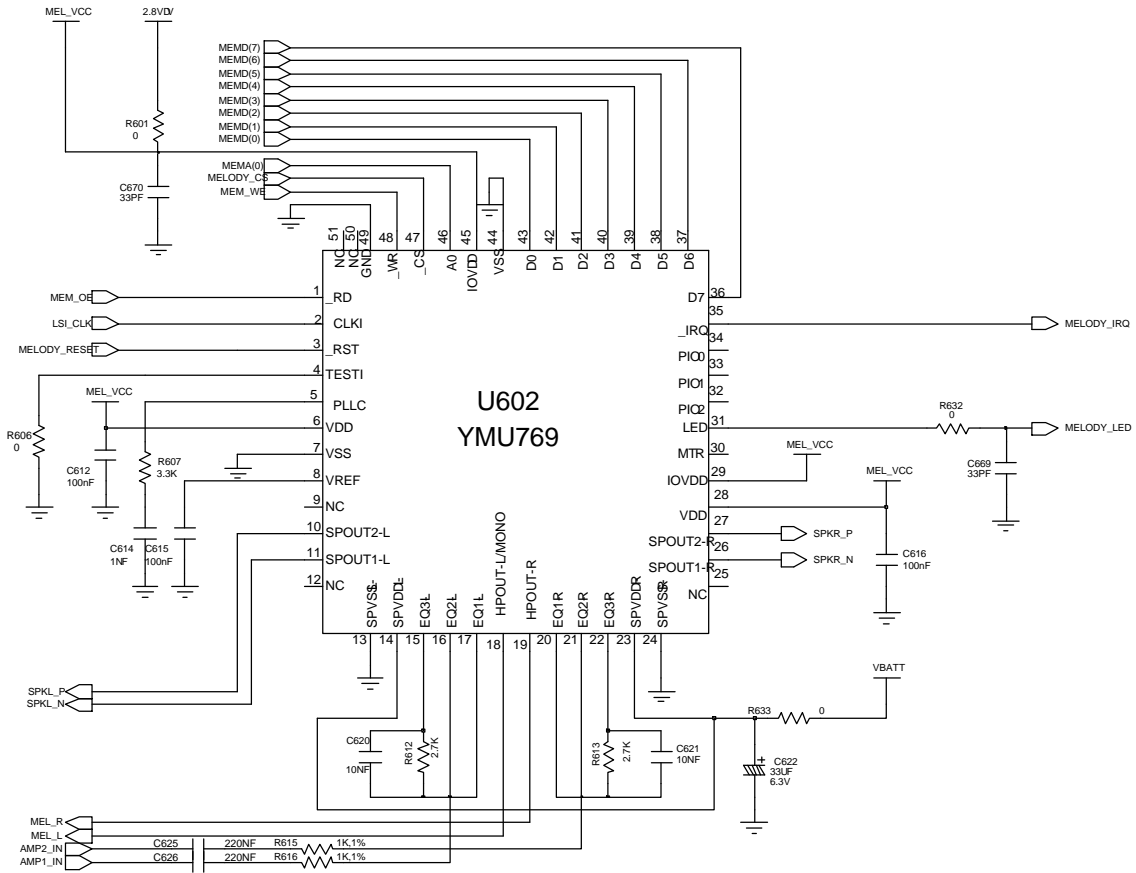 MEL_VCC
2.8VDV
MEMD(7)
MEMD(6)
MEMD(5)
MEMD(4)
MEMD(3)
MEMD(2)
MEMD(1)
MEMD(0)
R601
0
MEMA(0)
MELODY_CS
MEM_WE
C670
33PF
51
50
49
48
47
46
45
44
43
42
41
40
39
38
37
NC
NC
GND
_WR
_CS
A0
IOVDD
VSS
D0
D1
D2
D3
D4
D5
D6
MEM_OE
1
_RD
D7
36
LSI_CLK
2
CLKI
_IRQ
35
MELODY_IRQ
MELODY_RESET
3
_RST
PIO0
34
4
TESTI
PIO1
33
MEL_VCC
5
PLLC
PIO2
32
U602
YMU769
R606
0
6
VDD
LED
31
R632
0
MELODY_LED
C612
100nF
R607
3.3K
7
VSS
MTR
30
MEL_VCC
C669
33PF
8
VREF
IOVDD
29
MEL_VCC
9
NC
VDD
28
10
SPOUT2-L
SPOUT2-R
27
SPKR_P
C614
1NF
C615
100nF
11
SPOUT1-L
SPOUT1-R
26
SPKR_N
C616
100nF
12
NC
NC
25
SPVSSL
SPVDDL
EQ3L
EQ2L
EQ1L
HPOUT-L/MONO
HPOUT-R
EQ1R
EQ2R
EQ3R
SPVDDR
SPVSSR
13
14
15
16
17
18
19
20
21
22
23
24
SPKL_P
SPKL_N
VBATT
R633
0
C620
10NF
R612
2.7K
R613
2.7K
C621
10NF
C622
33UF
6.3V
+
MEL_R
MEL_L
AMP2_IN
C625
220NF
R615
1K,1%
AMP1_IN
C626
220NF
R616
1K,1%